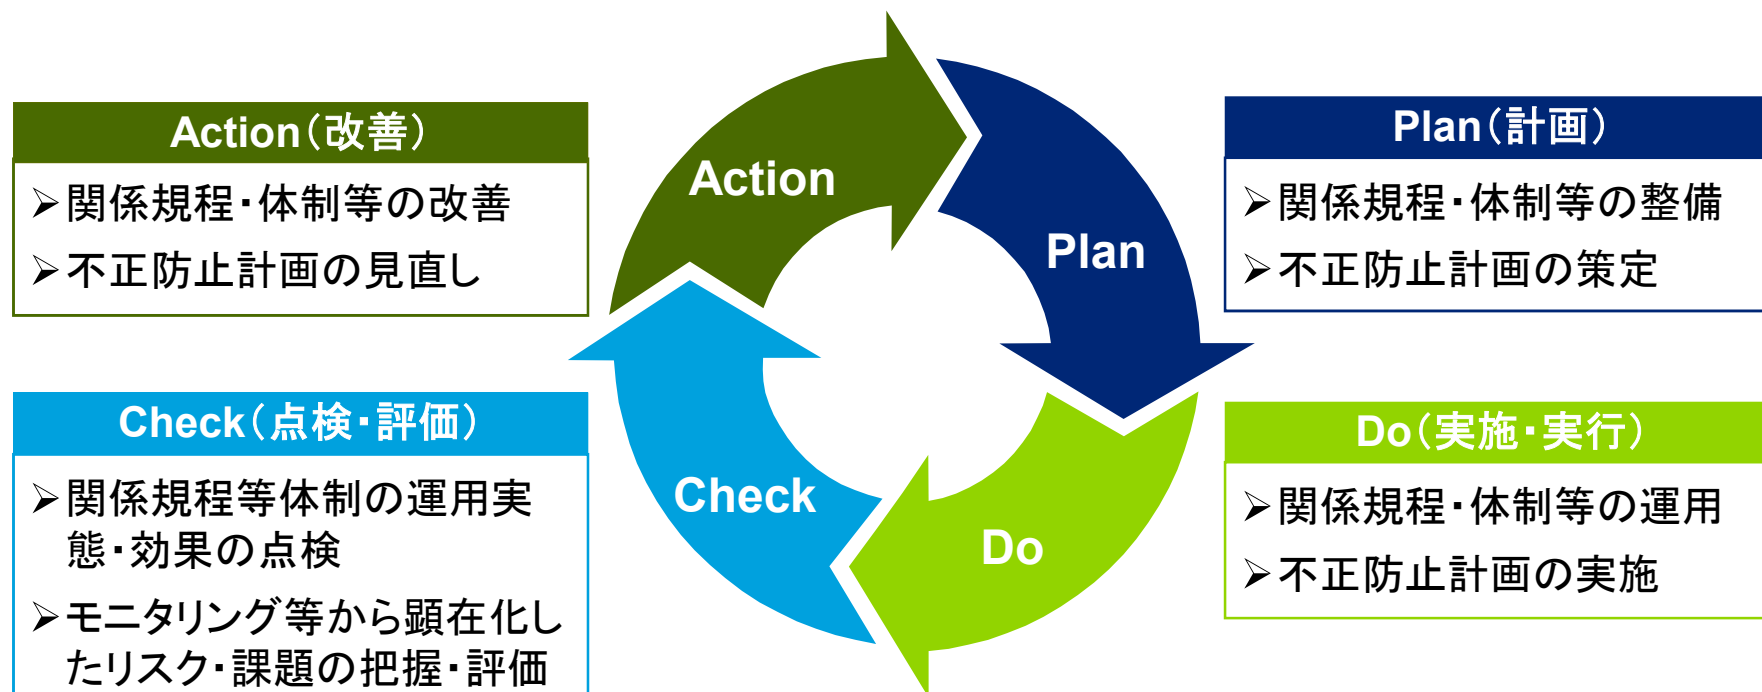 Action（改善）
➢関係規程・体制等の改善
➢不正防止計画の見直し
Action
Plan
Plan（計画）
➢関係規程・体制等の整備
➢不正防止計画の策定
Check（点検・評価）
➢関係規程等体制の運用実
態・効果の点検
➢モニタリング等から顕在化し
たリスク・課題の把握・評価
Check
Do
Do（実施・実行）
➢関係規程・体制等の運用
➢不正防止計画の実施